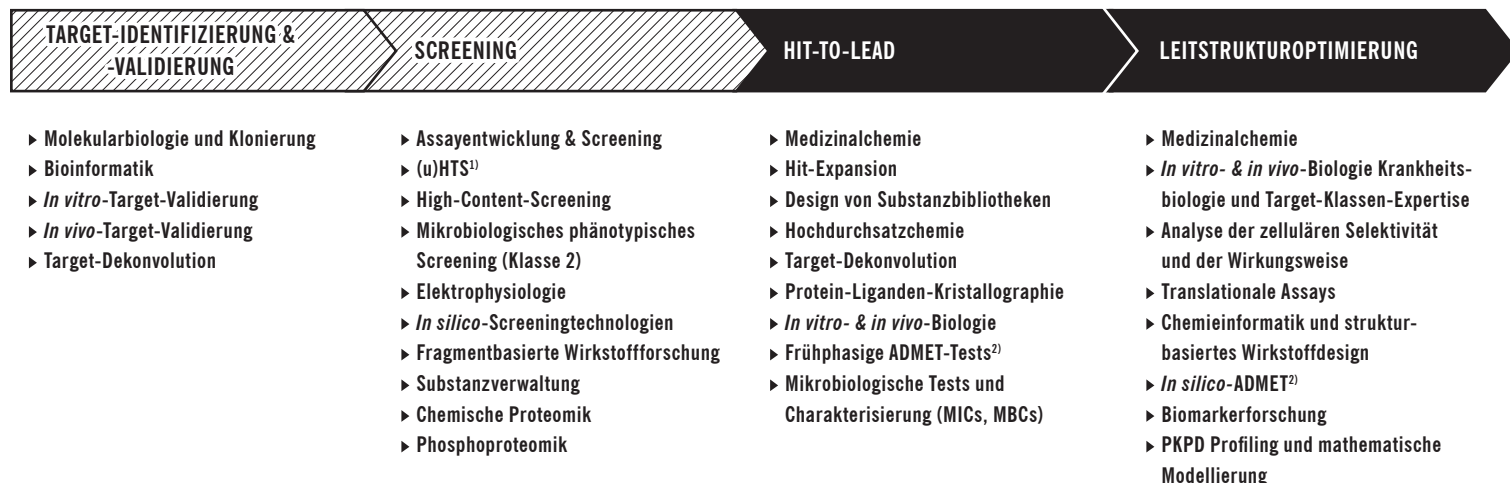 TARGET-IDENTIFIZIERUNG &
-VALIDIERUNG
SCREENING
HIT-TO-LEAD
LEITSTRUKTUROPTIMIERUNG
▸ Molekularbiologie und Klonierung
▸ Bioinformatik
▸ In vitro-Target-Validierung
▸ In vivo-Target-Validierung
▸ Target-Dekonvolution
▸ Assayentwicklung & Screening
▸ (u)HTS1)
▸ High-Content-Screening
▸ Mikrobiologisches phänotypisches
Screening (Klasse 2)
▸ Elektrophysiologie
▸ In silico-Screeningtechnologien
▸ Fragmentbasierte Wirkstoffforschung
▸ Substanzverwaltung
▸ Chemische Proteomik
▸ Phosphoproteomik
▸ Medizinalchemie
▸ Hit-Expansion
▸ Design von Substanzbibliotheken
▸ Hochdurchsatzchemie
▸ Target-Dekonvolution
▸ Protein-Liganden-Kristallographie
▸ In vitro- & in vivo-Biologie
▸ Frühphasige ADMET-Tests2)
▸ Mikrobiologische Tests und
Charakterisierung (MICs, MBCs)
▸ Medizinalchemie
▸ In vitro- & in vivo-Biologie Krankheits-
biologie und Target-Klassen-Expertise
▸ Analyse der zellulären Selektivität
und der Wirkungsweise
▸ Translationale Assays
▸ Chemieinformatik und struktur-
basiertes Wirkstoffdesign
▸ In silico-ADMET2)
▸ Biomarkerforschung
▸ PKPD Profiling und mathematische
Modellierung